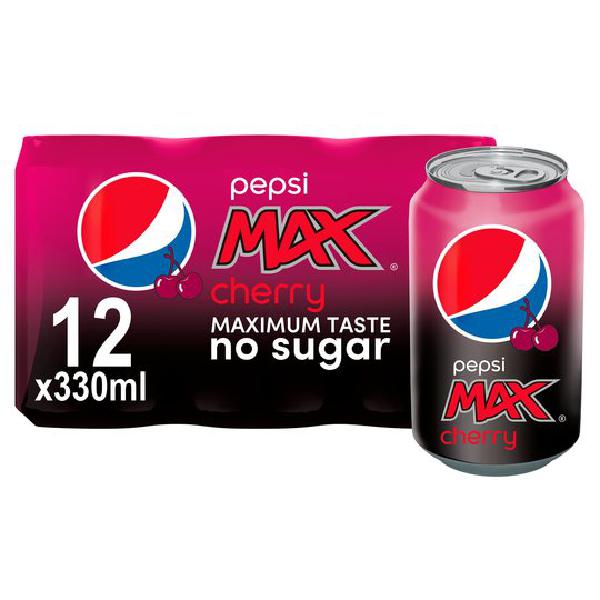 pepsi
MAX®
cherry
MAXIMUM TASTE
no sugar
12
x330ml
pepsi
MAX®
cherry